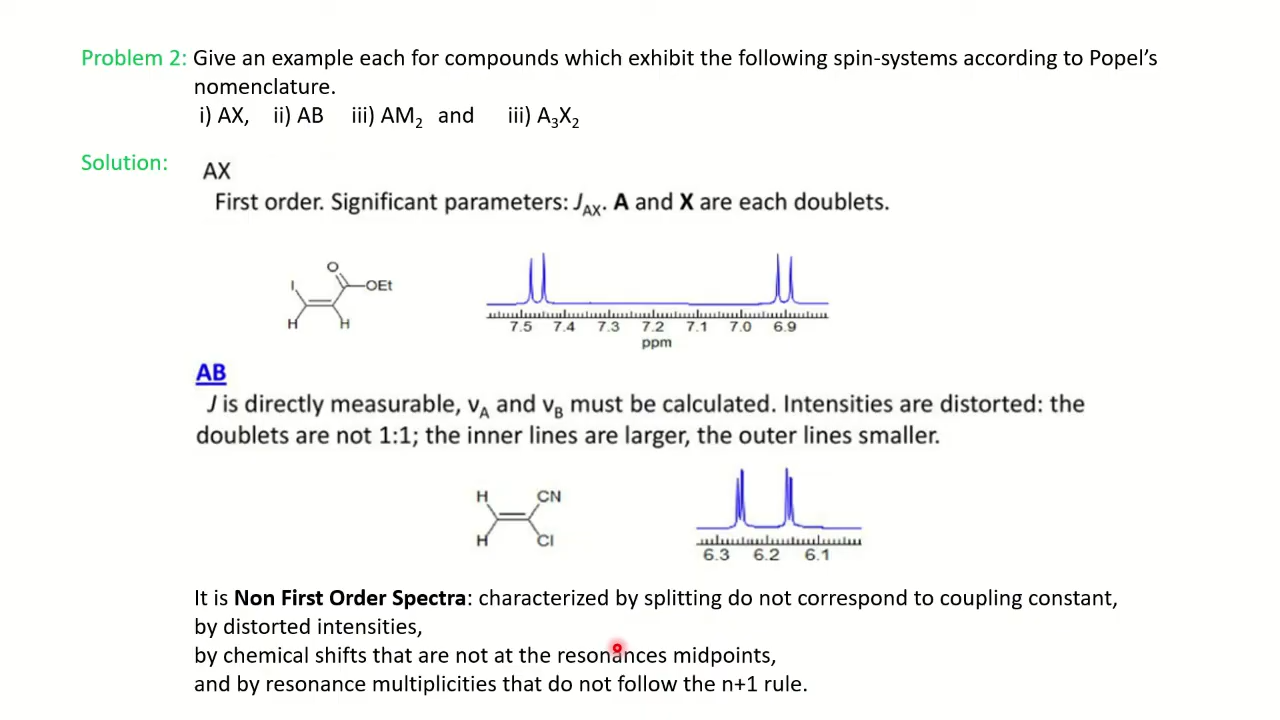 Problem 2: Give an example each for compounds which exhibit the following spin-systems according to Popel's
nomenclature.
i) AX, ii) AB iii) AM₂ and iii) A₃X₂
Solution:
AX
First order. Significant parameters: J_AX. A and X are each doublets.
O
I
OEt
H H
7.5 7.4 7.3 7.2 7.1 7.0 6.9
ppm
AB
J is directly measurable, ν_A and ν_B must be calculated. Intensities are distorted: the
doublets are not 1:1; the inner lines are larger, the outer lines smaller.
H CN
H Cl
6.3 6.2 6.1
It is Non First Order Spectra: characterized by splitting do not correspond to coupling constant,
by distorted intensities,
by chemical shifts that are not at the resonances midpoints,
and by resonance multiplicities that do not follow the n+1 rule.